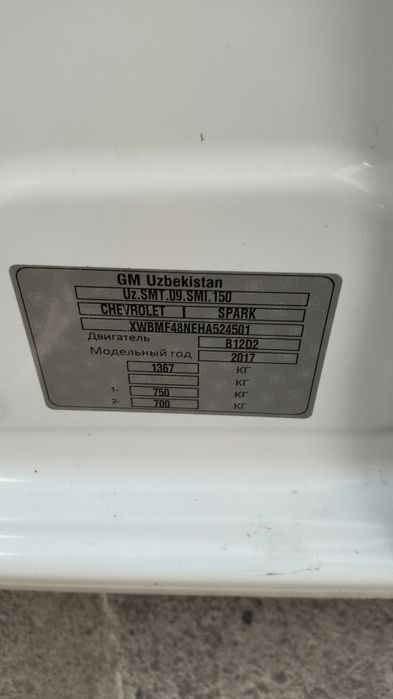 GM Uzbekistan
Uz.SMT.09.SMI.150
CHEVROLET SPARK
XWBMF48NEHA524501
Двигатель B12D2
Модельный год 2017
1367 КГ
КГ
1- 750 КГ
2- 700 КГ